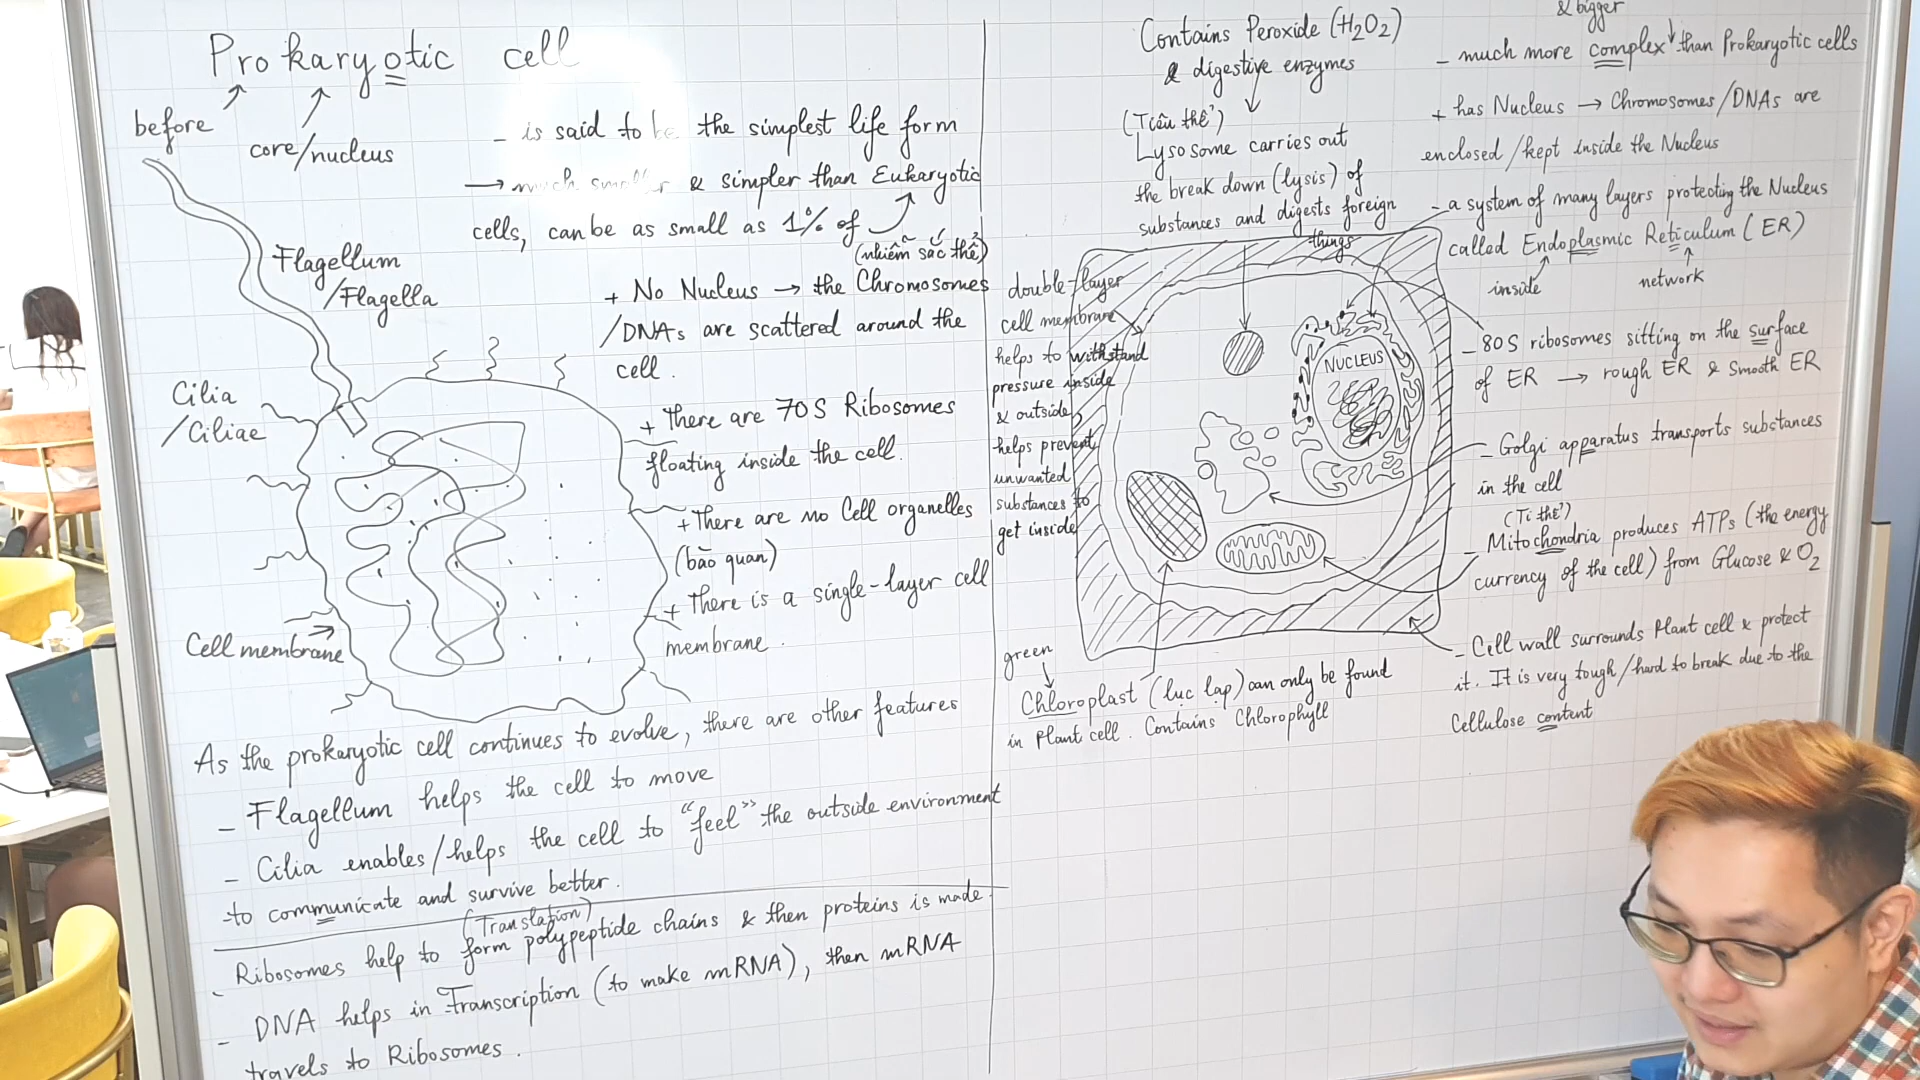 Prokaryotic cell
before
core/nucleus
- is said to be the simplest life form
→ much smaller & simpler than Eukaryotic
cells, can be as small as 1% of
(nhiễm sắc thể)
Flagellum
/Flagella
+ No Nucleus → the Chromosomes
/DNAs are scattered around the
cell.
Cilia
/Ciliae
+ There are 70S Ribosomes
floating inside the cell.
+ There are no Cell organelles
(bào quan)
+ There is a single-layer cell
membrane.
Cell membrane
As the prokaryotic cell continues to evolve, there are other features
- Flagellum helps the cell to move
- Cilia enables/helps the cell to "feel" the outside environment
to communicate and survive better.
(Translation)
- Ribosomes help to form polypeptide chains & then proteins is made.
- DNA helps in Transcription (to make mRNA), then mRNA
travels to Ribosomes.
Contains Peroxide (H2O2)
& digestive enzymes
(Tiêu thể)
Lysosome carries out
the break down (lysis) of
substances and digests foreign
things
double-layer
cell membrane
helps to withstand
pressure inside
& outside,
helps prevent
unwanted
substances to
get inside
NUCLEUS
green
Chloroplast (lục lạp) can only be found
in Plant cell. Contains Chlorophyll
& bigger
- much more complex than Prokaryotic cells
+ has Nucleus → Chromosomes/DNAs are
enclosed/kept inside the Nucleus
- a system of many layers protecting the Nucleus
called Endoplasmic Reticulum (ER)
inside
network
- 80S ribosomes sitting on the surface
of ER → rough ER & Smooth ER
- Golgi apparatus transports substances
in the cell
(Ti thể)
- Mitochondria produces ATPs (the energy
currency of the cell) from Glucose & O2
- Cell wall surrounds Plant cell & protect
it. It is very tough/hard to break due to the
Cellulose content